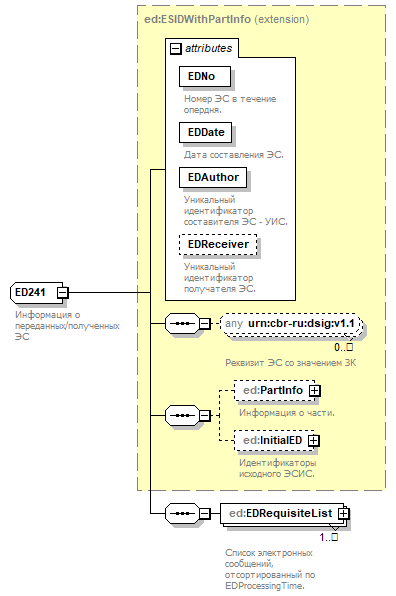 ed:ESIDWithPartInfo (extension)
attributes
EDNo
Номер ЭС в течение
опердня.
EDDate
Дата составления ЭС.
EDAuthor
Уникальный
идентификатор
составителя ЭС - УИС.
EDReceiver
Уникальный
идентификатор
получателя ЭС.
ED241
Информация о
переданных/полученных
ЭС
any urn:cbr-ru:dsig:v1.1
0..
Реквизит ЭС со значением ЗК
ed:PartInfo
Информация о части.
ed:InitialED
Идентификаторы
исходного ЭСИС.
ed:EDRequisiteList
1..
Список электронных
сообщений,
отсортированный по
EDProcessingTime.